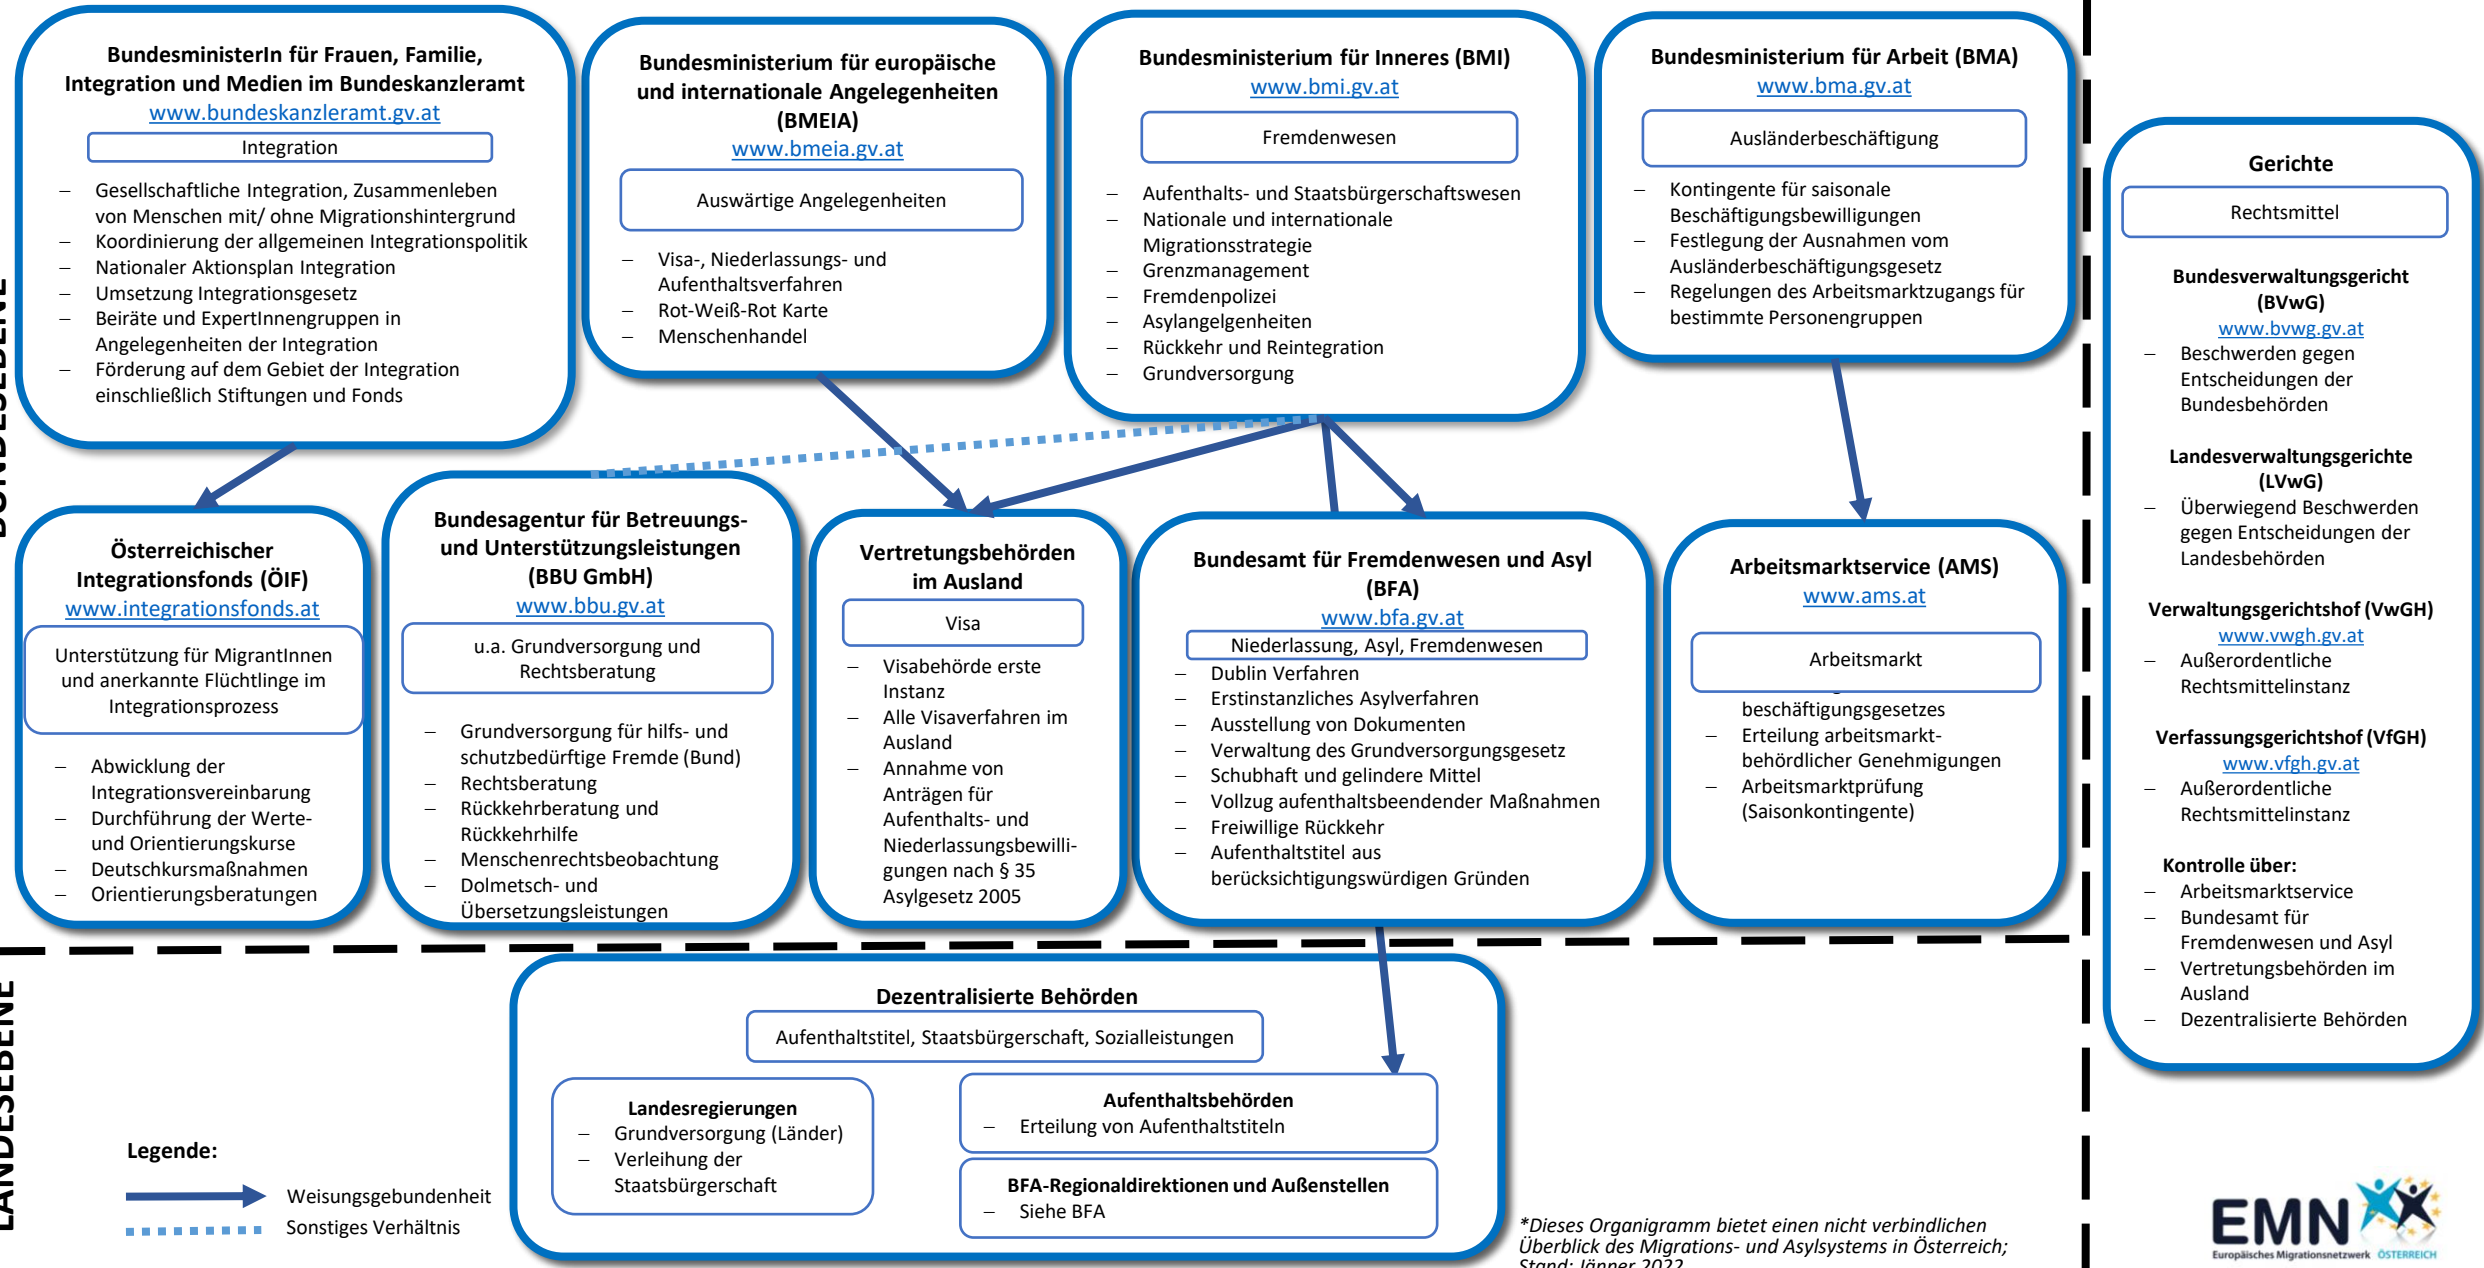 BundesministerIn für Frauen, Familie,
Integration und Medien im Bundeskanzleramt
www.bundeskanzleramt.gv.at
Integration
– Gesellschaftliche Integration, Zusammenleben
von Menschen mit/ ohne Migrationshintergrund
– Koordinierung der allgemeinen Integrationspolitik
– Nationaler Aktionsplan Integration
– Umsetzung Integrationsgesetz
– Beiräte und ExpertInnengruppen in
Angelegenheiten der Integration
– Förderung auf dem Gebiet der Integration
einschließlich Stiftungen und Fonds
Bundesministerium für europäische
und internationale Angelegenheiten
(BMEIA)
www.bmeia.gv.at
Auswärtige Angelegenheiten
– Visa-, Niederlassungs- und
Aufenthaltsverfahren
– Rot-Weiß-Rot Karte
– Menschenhandel
Bundesministerium für Inneres (BMI)
www.bmi.gv.at
Fremdenwesen
– Aufenthalts- und Staatsbürgerschaftswesen
– Nationale und internationale
Migrationsstrategie
– Grenzmanagement
– Fremdenpolizei
– Asylangelgenheiten
– Rückkehr und Reintegration
– Grundversorgung
Bundesministerium für Arbeit (BMA)
www.bma.gv.at
Ausländerbeschäftigung
– Kontingente für saisonale
Beschäftigungsbewilligungen
– Festlegung der Ausnahmen vom
Ausländerbeschäftigungsgesetz
– Regelungen des Arbeitsmarktzugangs für
bestimmte Personengruppen
BUNDESEBENE
Österreichischer
Integrationsfonds (ÖIF)
www.integrationsfonds.at
Unterstützung für MigrantInnen
und anerkannte Flüchtlinge im
Integrationsprozess
– Abwicklung der
Integrationsvereinbarung
– Durchführung der Werte-
und Orientierungskurse
– Deutschkursmaßnahmen
– Orientierungsberatungen
Bundesagentur für Betreuungs-
und Unterstützungsleistungen
(BBU GmbH)
www.bbu.gv.at
u.a. Grundversorgung und
Rechtsberatung
– Grundversorgung für hilfs- und
schutzbedürftige Fremde (Bund)
– Rechtsberatung
– Rückkehrberatung und
Rückkehrhilfe
– Menschenrechtsbeobachtung
– Dolmetsch- und
Übersetzungsleistungen
Vertretungsbehörden
im Ausland
Visa
– Visabehörde erste
Instanz
– Alle Visaverfahren im
Ausland
– Annahme von
Anträgen für
Aufenthalts- und
Niederlassungsbewilli-
gungen nach § 35
Asylgesetz 2005
Bundesamt für Fremdenwesen und Asyl
(BFA)
www.bfa.gv.at
Niederlassung, Asyl, Fremdenwesen
– Dublin Verfahren
– Erstinstanzliches Asylverfahren
– Ausstellung von Dokumenten
– Verwaltung des Grundversorgungsgesetz
– Schubhaft und gelindere Mittel
– Vollzug aufenthaltsbeendender Maßnahmen
– Freiwillige Rückkehr
– Aufenthaltstitel aus
berücksichtigungswürdigen Gründen
Arbeitsmarktservice (AMS)
www.ams.at
Arbeitsmarkt
beschäftigungsgesetzes
– Erteilung arbeitsmarkt-
behördlicher Genehmigungen
– Arbeitsmarktprüfung
(Saisonkontingente)
LANDESEBENE
Dezentralisierte Behörden
Aufenthaltstitel, Staatsbürgerschaft, Sozialleistungen
Landesregierungen
– Grundversorgung (Länder)
– Verleihung der
Staatsbürgerschaft
Aufenthaltsbehörden
– Erteilung von Aufenthaltstiteln
BFA-Regionaldirektionen und Außenstellen
– Siehe BFA
Legende:
Weisungsgebundenheit
Sonstiges Verhältnis
*Dieses Organigramm bietet einen nicht verbindlichen
Überblick des Migrations- und Asylsystems in Österreich;
Stand: Jänner 2022
Gerichte
Rechtsmittel
Bundesverwaltungsgericht
(BVwG)
www.bvwg.gv.at
– Beschwerden gegen
Entscheidungen der
Bundesbehörden
Landesverwaltungsgerichte
(LVwG)
– Überwiegend Beschwerden
gegen Entscheidungen der
Landesbehörden
Verwaltungsgerichtshof (VwGH)
www.vwgh.gv.at
– Außerordentliche
Rechtsmittelinstanz
Verfassungsgerichtshof (VfGH)
www.vfgh.gv.at
– Außerordentliche
Rechtsmittelinstanz
Kontrolle über:
– Arbeitsmarktservice
– Bundesamt für
Fremdenwesen und Asyl
– Vertretungsbehörden im
Ausland
– Dezentralisierte Behörden
EMN
Europäisches Migrationsnetzwerk ÖSTERREICH